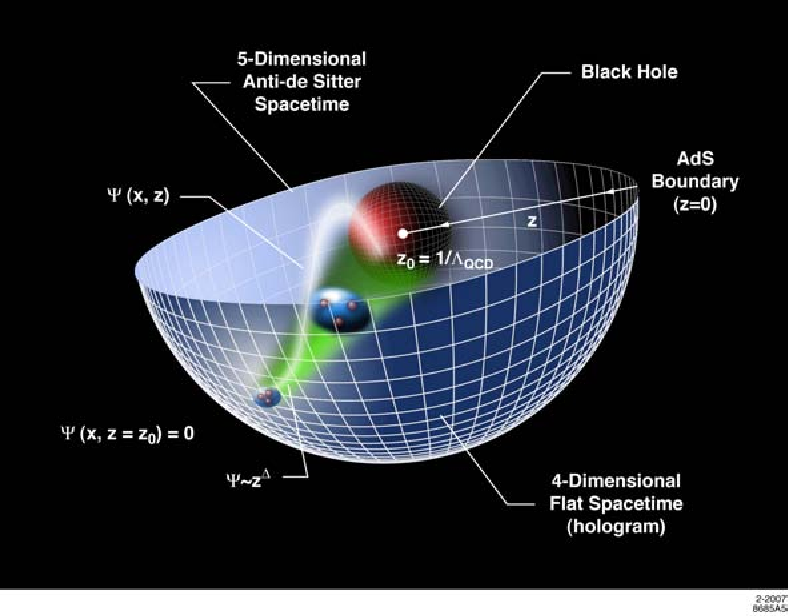 5-Dimensional
Anti-de Sitter
Spacetime
Black Hole
AdS
Boundary
(z=0)
Ψ (x, z)
z
z₀ = 1/Λ_QCD
Ψ (x, z = z₀) = 0
Ψ~z^Δ
4-Dimensional
Flat Spacetime
(hologram)
2-2007
8685A5